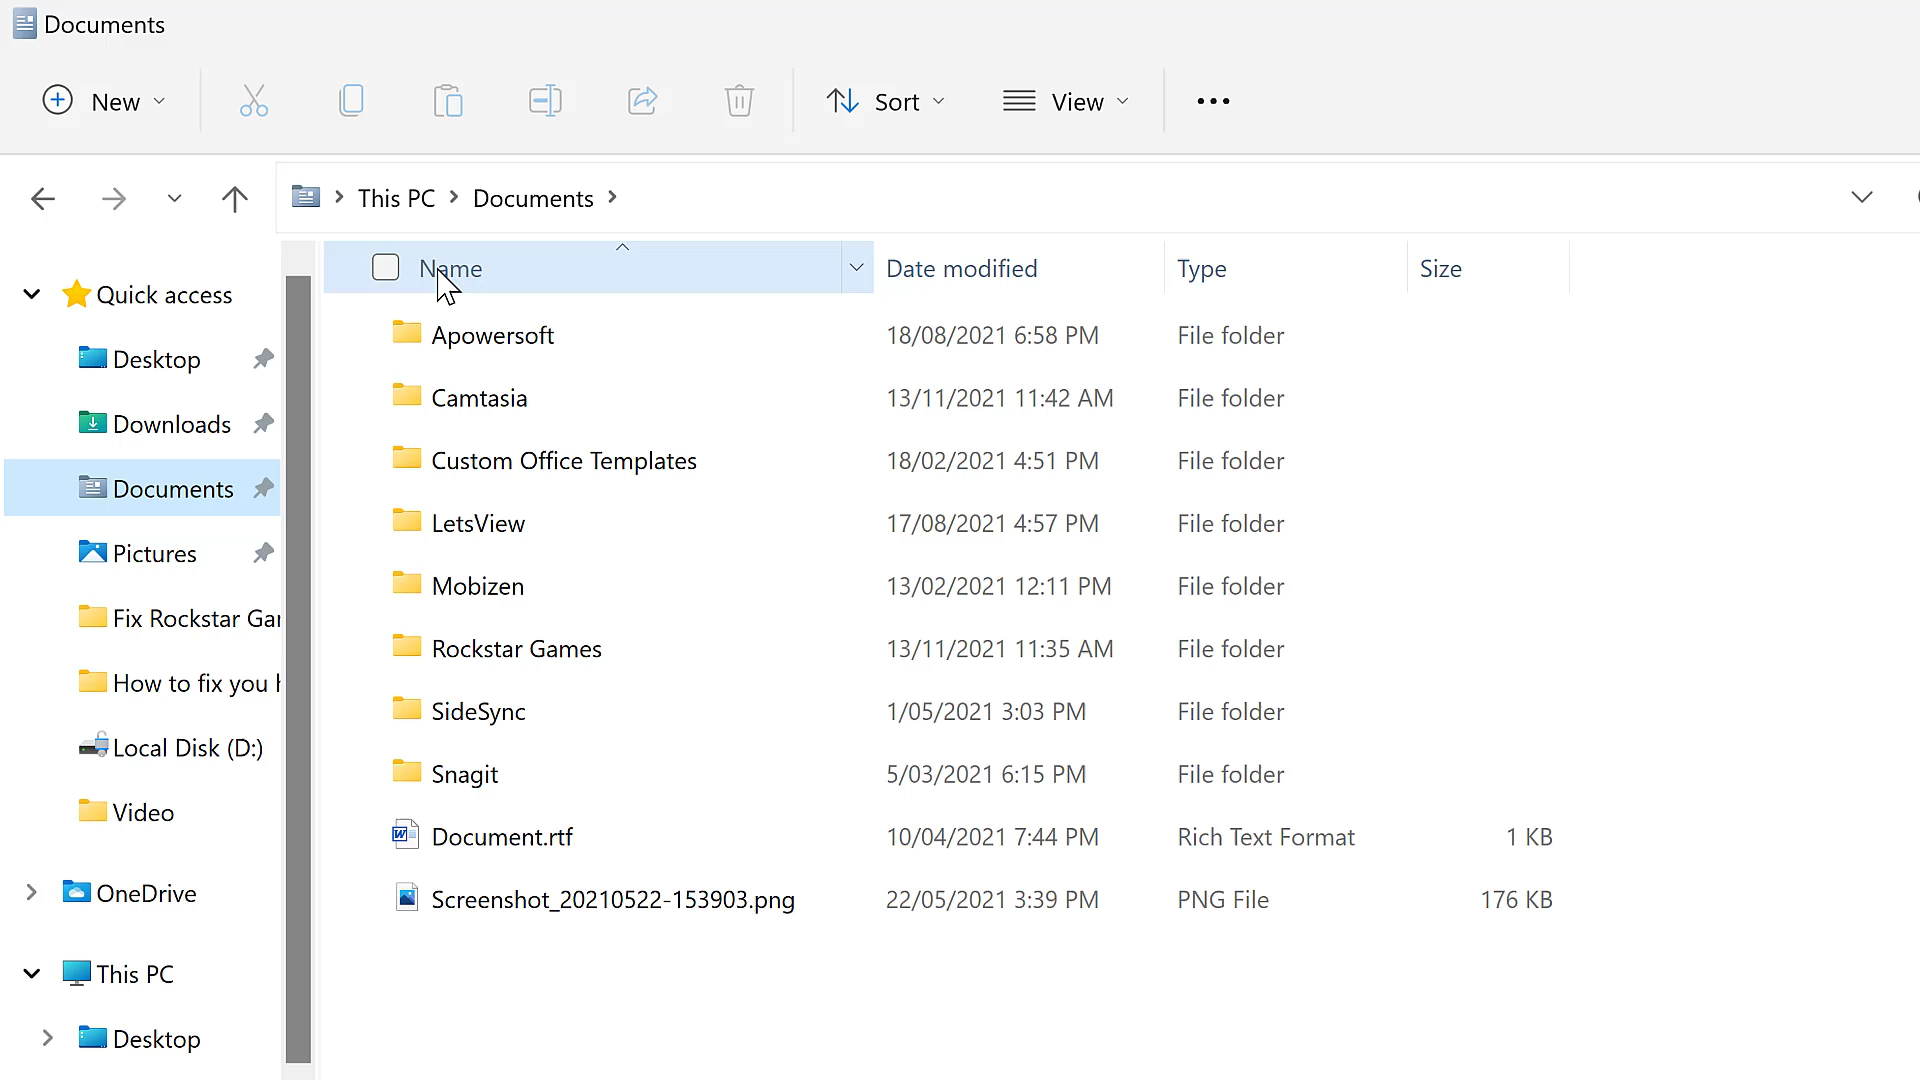 Documents
New
Sort
View
This PC
Documents
Name
Date modified
Type
Size
Quick access
Desktop
Downloads
Documents
Pictures
Fix Rockstar Gar
How to fix you h
Local Disk (D:)
Video
OneDrive
This PC
Desktop
Apowersoft 18/08/2021 6:58 PM File folder
Camtasia 13/11/2021 11:42 AM File folder
Custom Office Templates 18/02/2021 4:51 PM File folder
LetsView 17/08/2021 4:57 PM File folder
Mobizen 13/02/2021 12:11 PM File folder
Rockstar Games 13/11/2021 11:35 AM File folder
SideSync 1/05/2021 3:03 PM File folder
Snagit 5/03/2021 6:15 PM File folder
Document.rtf 10/04/2021 7:44 PM Rich Text Format 1 KB
Screenshot_20210522-153903.png 22/05/2021 3:39 PM PNG File 176 KB